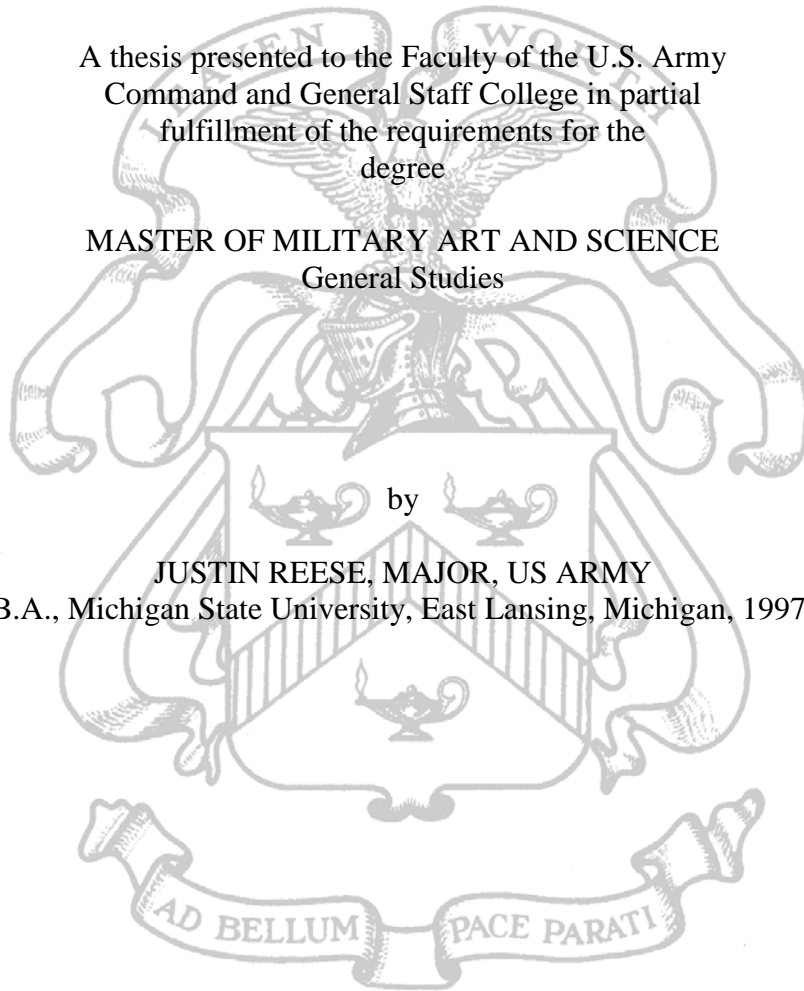 LEAVEN WORTH
A thesis presented to the Faculty of the U.S. Army
Command and General Staff College in partial
fulfillment of the requirements for the
degree
MASTER OF MILITARY ART AND SCIENCE
General Studies
by
JUSTIN REESE, MAJOR, US ARMY
B.A., Michigan State University, East Lansing, Michigan, 1997
AD BELLUM PACE PARATI